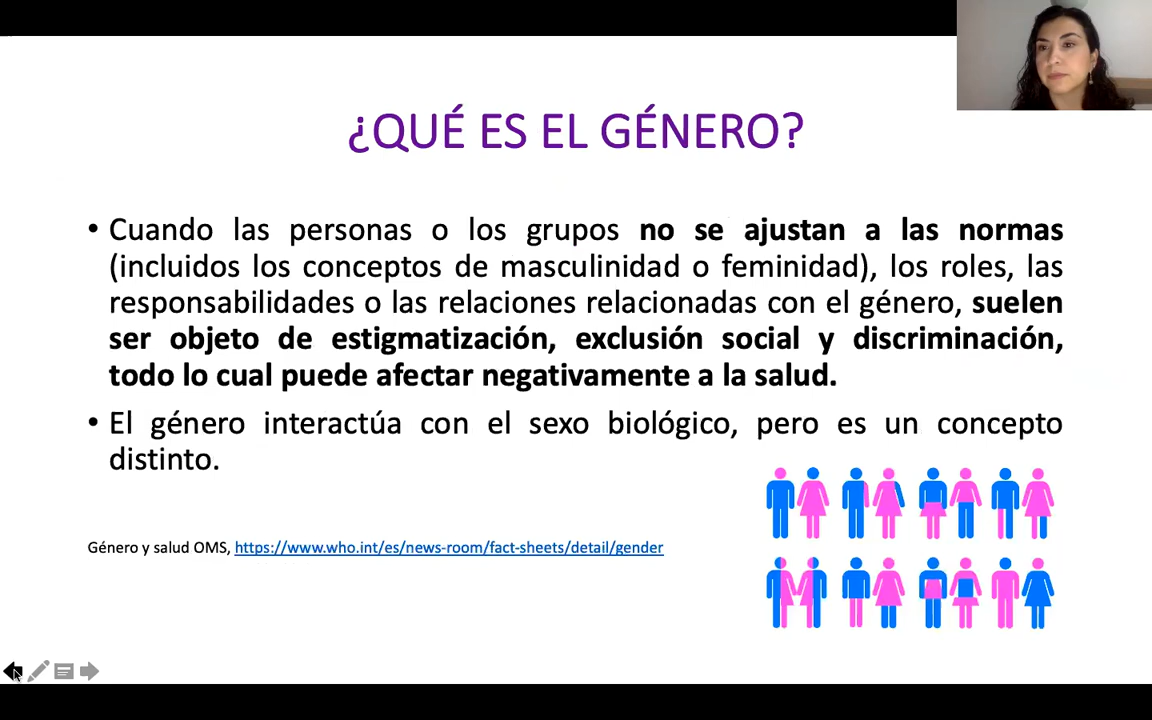 ¿QUÉ ES EL GÉNERO?
• Cuando las personas o los grupos no se ajustan a las normas
(incluidos los conceptos de masculinidad o feminidad), los roles, las
responsabilidades o las relaciones relacionadas con el género, suelen
ser objeto de estigmatización, exclusión social y discriminación,
todo lo cual puede afectar negativamente a la salud.
• El género interactúa con el sexo biológico, pero es un concepto
distinto.
Género y salud OMS, https://www.who.int/es/news-room/fact-sheets/detail/gender